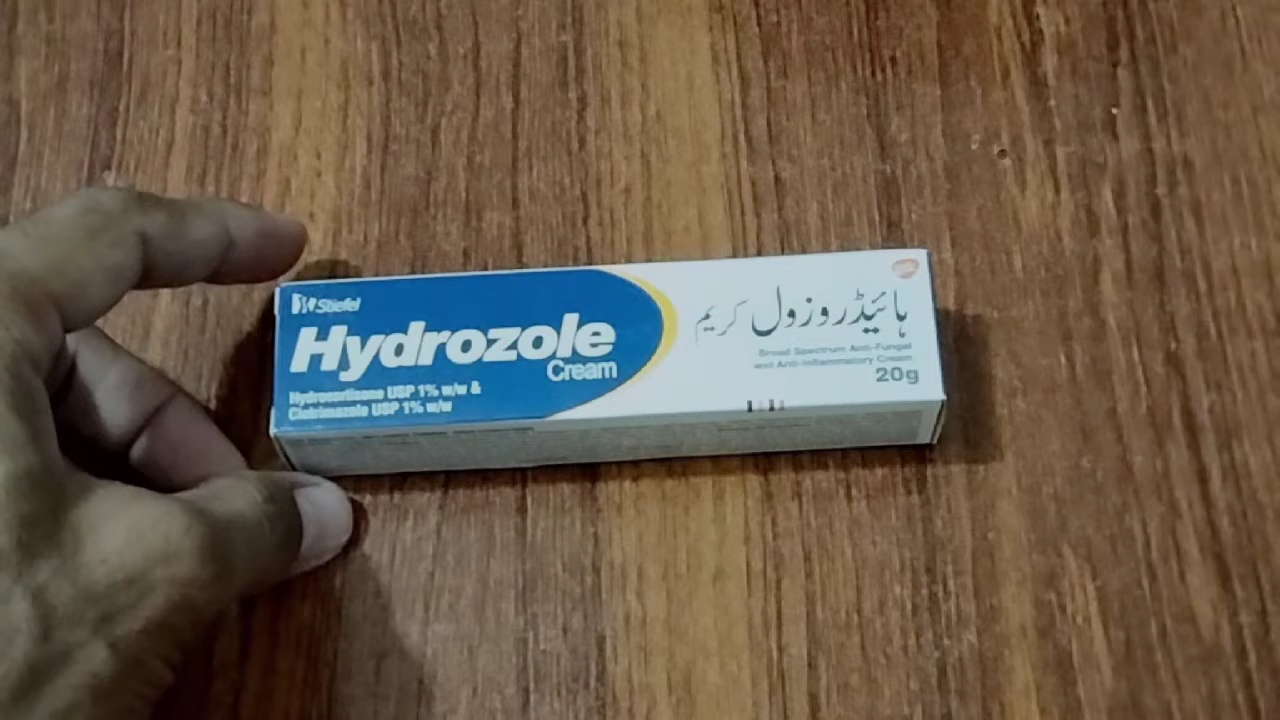 Stiefel
Hydrozole
Cream
Hydrocortisone USP 1% w/w &
Clotrimazole USP 1% w/w
ہائیڈروزول کریم
Broad Spectrum Anti-Fungal
and Anti-Inflammatory Cream
20g